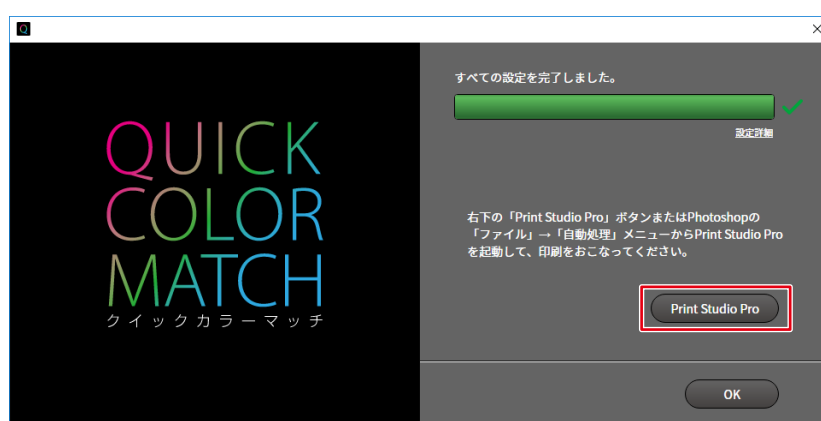 Q
QUICK
COLOR
MATCH
クイックカラーマッチ
すべての設定を完了しました。
設定詳細
右下の「Print Studio Pro」ボタンまたはPhotoshopの
「ファイル」→「自動処理」メニューからPrint Studio Pro
を起動して、印刷をおこなってください。
Print Studio Pro
OK